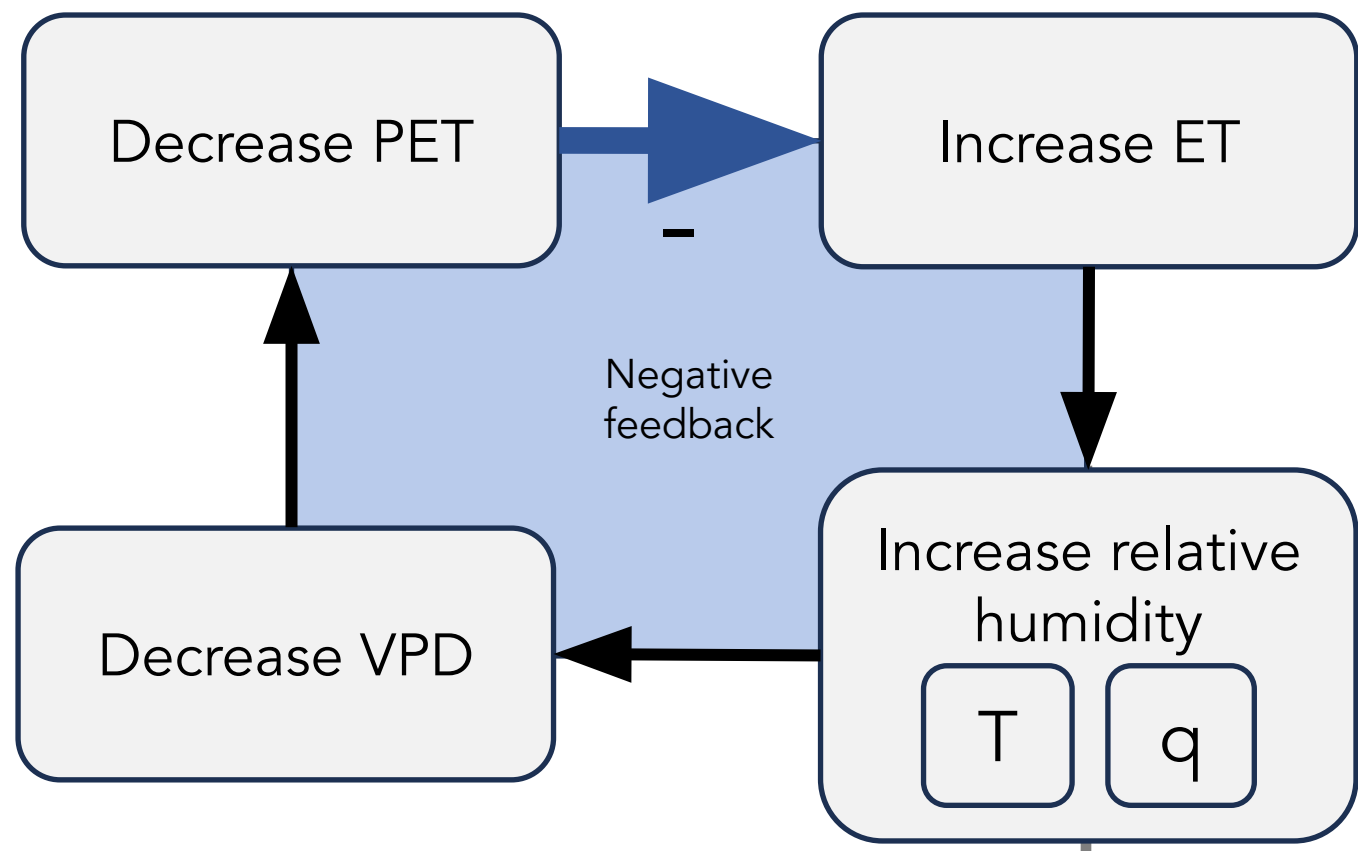 Decrease PET
Increase ET
-
Negative
feedback
Increase relative
humidity
Decrease VPD
T
q